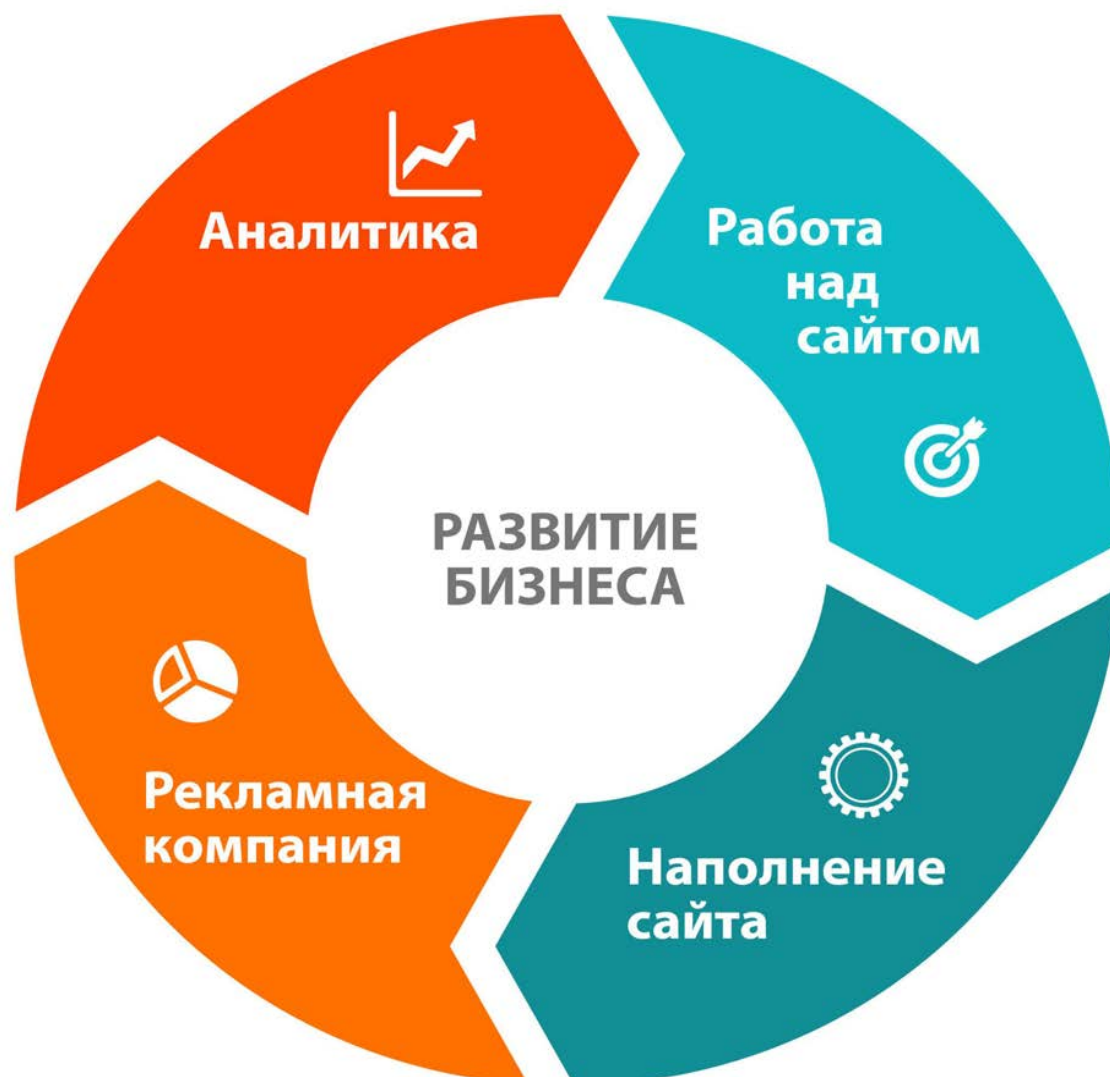 Аналитика
Работа
над
сайтом
РАЗВИТИЕ
БИЗНЕСА
Рекламная
компания
Наполнение
сайта